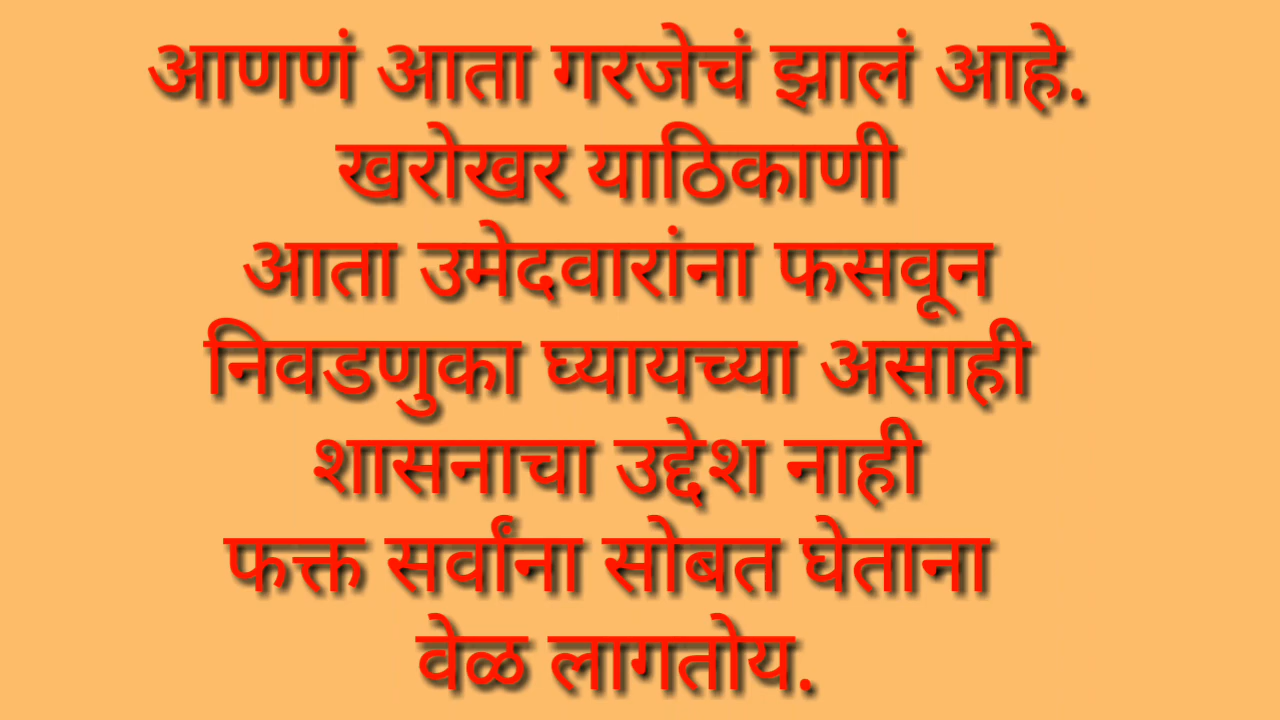 आणणं आता गरजेचं झालं आहे.
खरोखर याठिकाणी
आता उमेदवारांना फसवून
निवडणुका घ्यायच्या असाही
शासनाचा उद्देश नाही
फक्त सर्वांना सोबत घेताना
वेळ लागतोय.